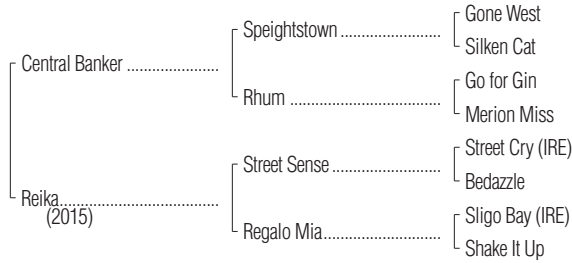 Gone West
Speightstown ....................
Silken Cat
Central Banker ....................
Go for Gin
Rhum ..............................
Merion Miss
Street Cry (IRE)
Street Sense ......................
Bedazzle
Reika..................................
(2015)
Sligo Bay (IRE)
Regalo Mia.........................
Shake It Up